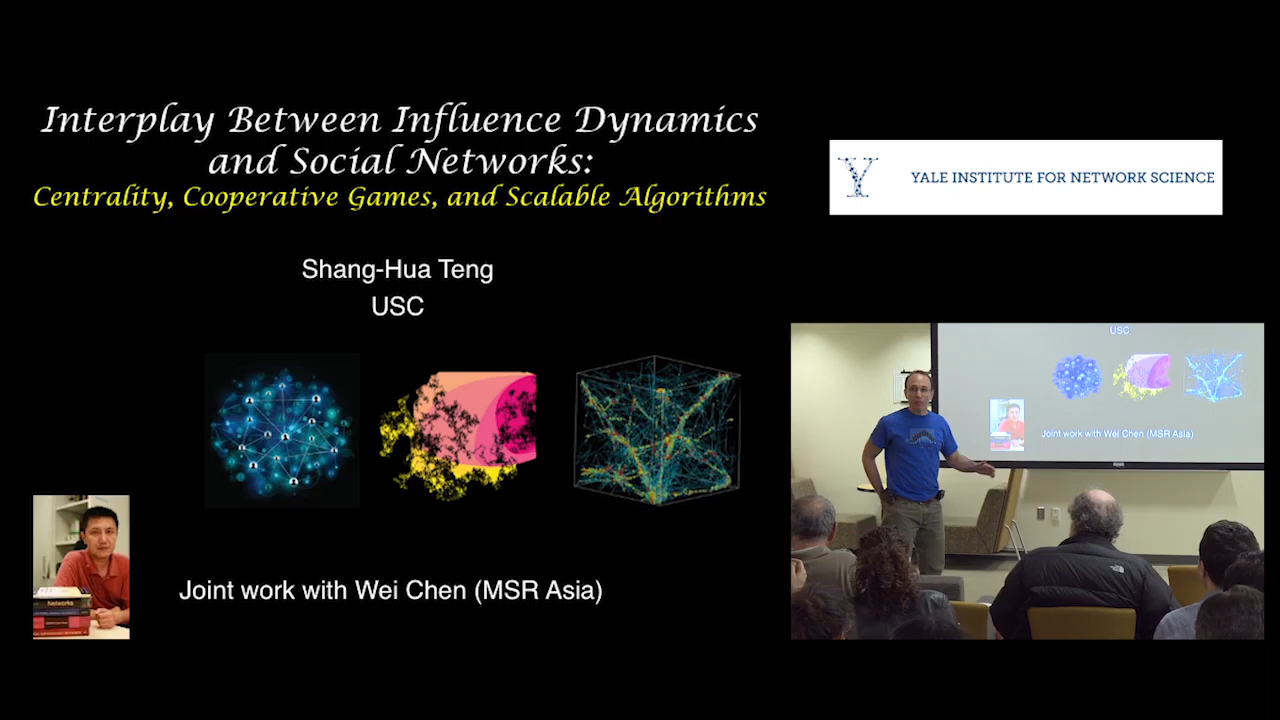 Interplay Between Influence Dynamics
and Social Networks:
Centrality, Cooperative Games, and Scalable Algorithms
Shang-Hua Teng
USC
Joint work with Wei Chen (MSR Asia)
Networks
Y
YALE INSTITUTE FOR NETWORK SCIENCE
USC
Joint work with Wei Chen (MSR Asia)